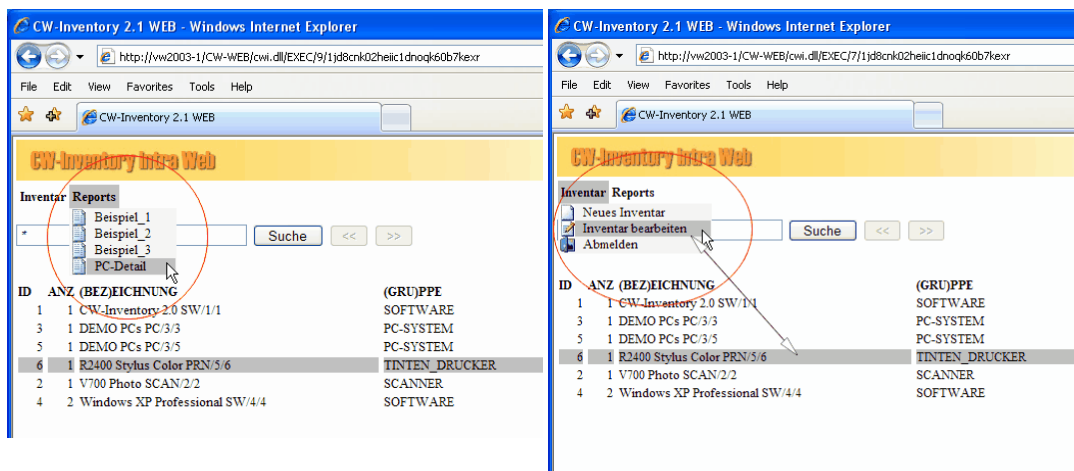 CW-Inventory 2.1 WEB - Windows Internet Explorer
http://vw2003-1/CW-WEB/cwi.dll/EXEC/9/1jd8cnk02heiic1dnoqk60b7kexr
File Edit View Favorites Tools Help
CW-Inventory 2.1 WEB
CW-Inventory Intra Web
Inventar Reports
Beispiel_1
Beispiel_2
Beispiel_3
PC-Detail
* Suche << >>
ID ANZ (BEZ)EICHNUNG (GRU)PPE
1 1 CW-Inventory 2.0 SW/1/1 SOFTWARE
3 1 DEMO PCs PC/3/3 PC-SYSTEM
5 1 DEMO PCs PC/3/5 PC-SYSTEM
6 1 R2400 Stylus Color PRN/5/6 TINTEN_DRUCKER
2 1 V700 Photo SCAN/2/2 SCANNER
4 2 Windows XP Professional SW/4/4 SOFTWARE
CW-Inventory 2.1 WEB - Windows Internet Explorer
http://vw2003-1/CW-WEB/cwi.dll/EXEC/7/1jd8cnk02heiic1dnoqk60b7kexr
File Edit View Favorites Tools Help
CW-Inventory 2.1 WEB
CW-Inventory Intra Web
Inventar Reports
Neues Inventar
Inventar bearbeiten
Abmelden
Suche << >>
ID ANZ (BEZ)EICHNUNG (GRU)PPE
1 1 CW-Inventory 2.0 SW/1/1 SOFTWARE
3 1 DEMO PCs PC/3/3 PC-SYSTEM
5 1 DEMO PCs PC/3/5 PC-SYSTEM
6 1 R2400 Stylus Color PRN/5/6 TINTEN_DRUCKER
2 1 V700 Photo SCAN/2/2 SCANNER
4 2 Windows XP Professional SW/4/4 SOFTWARE